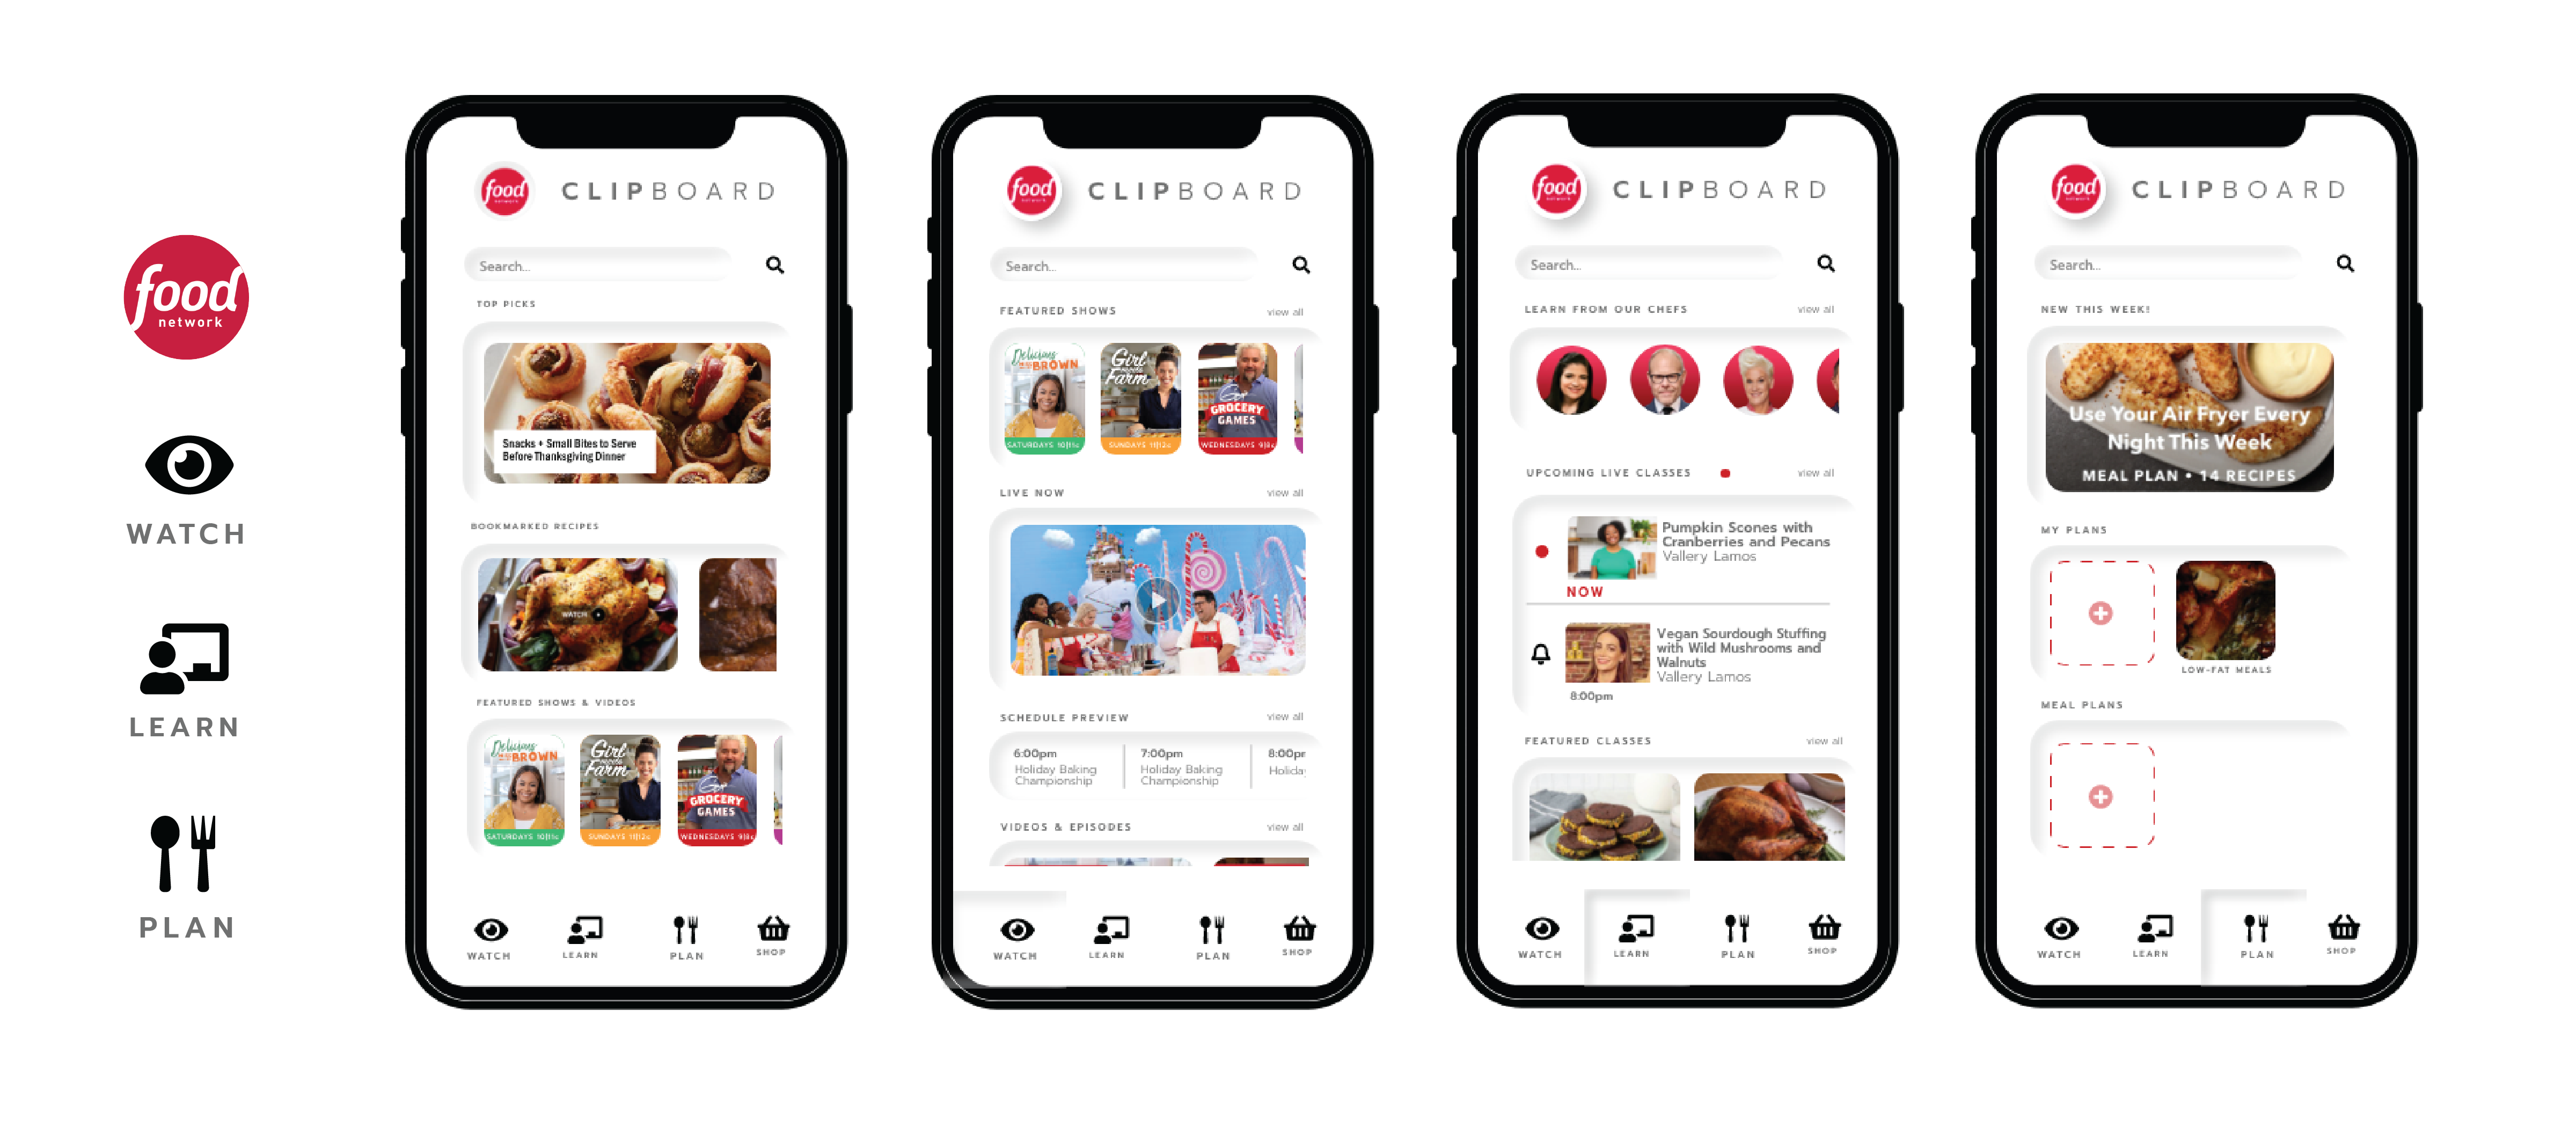 food
network
WATCH
LEARN
PLAN
food
network
CLIPBOARD
Search...
TOP PICKS
Snacks + Small Bites to Serve
Before Thanksgiving Dinner
BOOKMARKED RECIPES
WATCH
FEATURED SHOWS & VIDEOS
Delicious
BROWN
SATURDAYS 10|11c
Girl
meets
Farm
SUNDAYS 11|12c
Guy's
GROCERY
GAMES
WEDNESDAYS 9|8c
WATCH
LEARN
PLAN
SHOP
food
network
CLIPBOARD
Search...
FEATURED SHOWS
view all
Delicious
BROWN
SATURDAYS 10|11c
Girl
meets
Farm
SUNDAYS 11|12c
Guy's
GROCERY
GAMES
WEDNESDAYS 9|8c
LIVE NOW
view all
SCHEDULE PREVIEW
view all
6:00pm
Holiday Baking
Championship
7:00pm
Holiday Baking
Championship
8:00pr
Holida
VIDEOS & EPISODES
view all
WATCH
LEARN
PLAN
SHOP
food
network
CLIPBOARD
Search...
LEARN FROM OUR CHEFS
view all
UPCOMING LIVE CLASSES
view all
Pumpkin Scones with
Cranberries and Pecans
Vallery Lamos
NOW
Vegan Sourdough Stuffing
with Wild Mushrooms and
Walnuts
Vallery Lamos
8:00pm
FEATURED CLASSES
view all
WATCH
LEARN
PLAN
SHOP
food
network
CLIPBOARD
Search...
NEW THIS WEEK!
Use Your Air Fryer Every
Night This Week
MEAL PLAN • 14 RECIPES
MY PLANS
LOW-FAT MEALS
MEAL PLANS
WATCH
LEARN
PLAN
SHOP